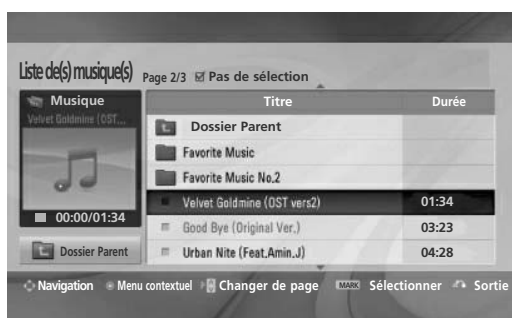 Liste de(s) musique(s) Page 2/3 Pas de sélection
Musique
Velvet Goldmine (OST...
00:00/01:34
Dossier Parent
Titre Durée
Dossier Parent
Favorite Music
Favorite Music No.2
Velvet Goldmine (OST vers2) 01:34
Good Bye (Original Ver.) 03:23
Urban Nite (Feat.Amin.J) 04:28
Navigation Menu contextuel Changer de page MARK Sélectionner Sortie